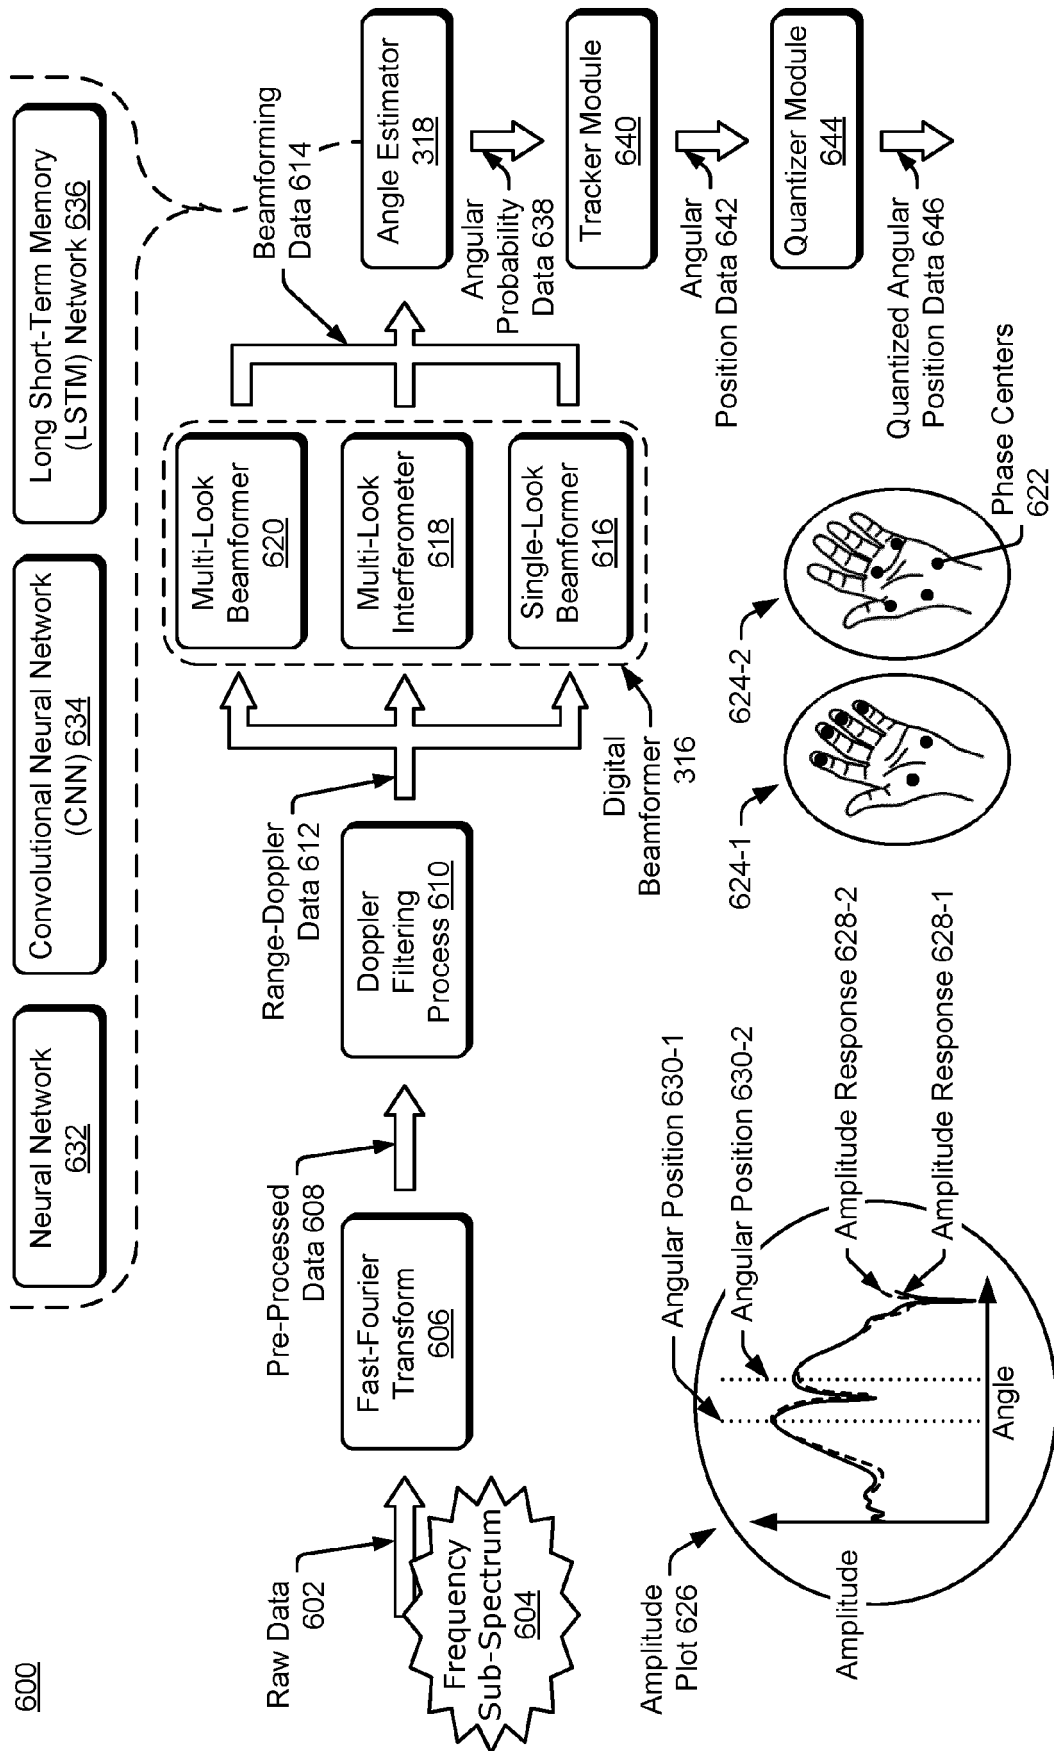 600
Neural Network
632
Convolutional Neural Network
(CNN) 634
Long Short-Term Memory
(LSTM) Network 636
Raw Data
602
Frequency
Sub-Spectrum
604
Fast-Fourier
Transform
606
Pre-Processed
Data 608
Doppler
Filtering
Process 610
Range-Doppler
Data 612
Multi-Look
Beamformer
620
Multi-Look
Interferometer
618
Single-Look
Beamformer
616
Digital
Beamformer
316
Beamforming
Data 614
Angle Estimator
318
Angular
Probability
Data 638
Tracker Module
640
Angular
Position Data 642
Quantizer Module
644
Quantized Angular
Position Data 646
Amplitude
Plot 626
Amplitude
Angle
Angular Position 630-1
Angular Position 630-2
Amplitude Response 628-2
Amplitude Response 628-1
624-1
624-2
Phase Centers
622